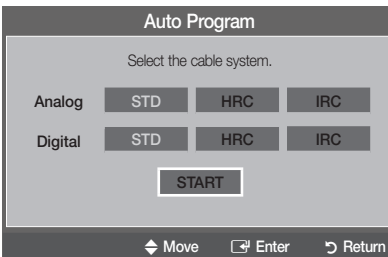 Auto Program
Select the cable system.
Analog STD HRC IRC
Digital STD HRC IRC
START
Move Enter Return